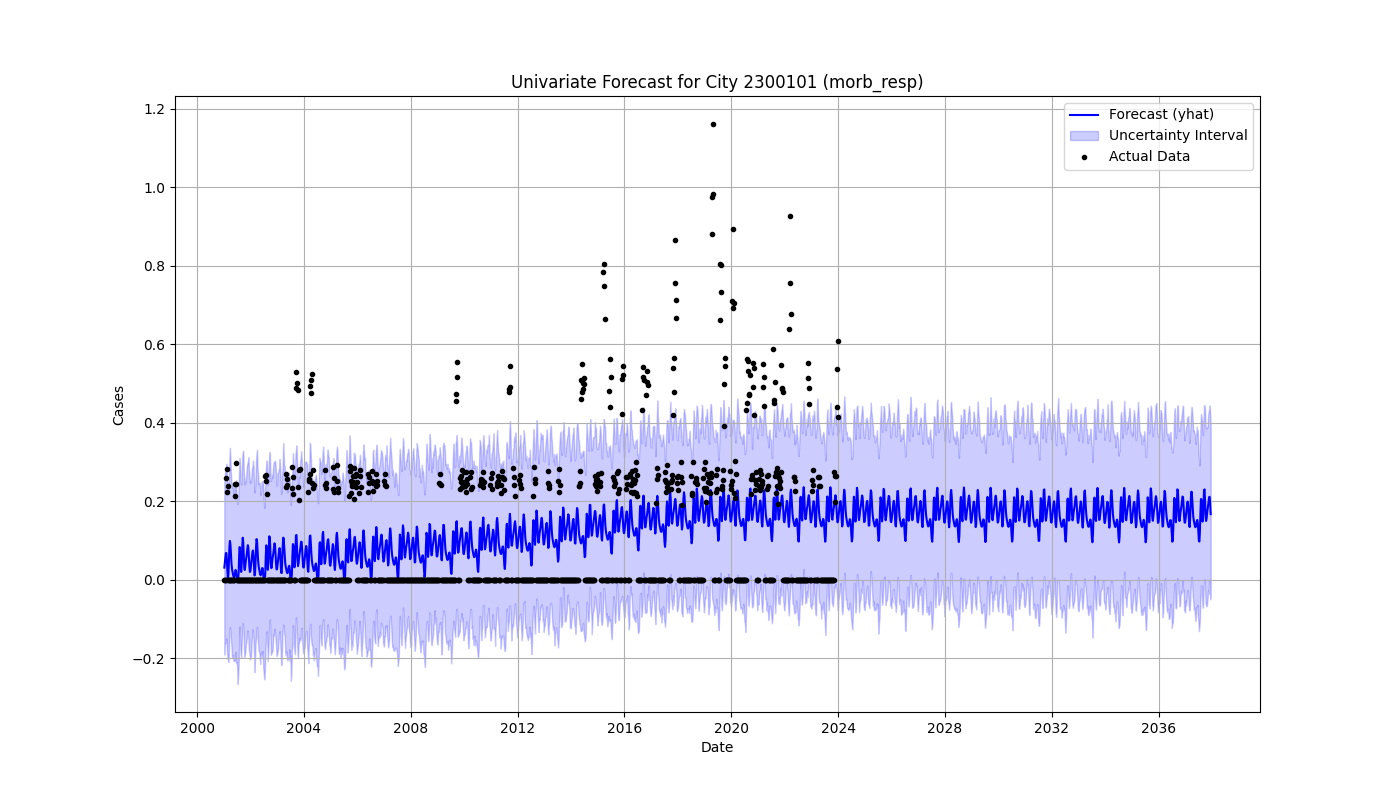 Univariate Forecast for City 2300101 (morb_resp)
Forecast (yhat)
Uncertainty Interval
Actual Data
1.2
1.0
0.8
0.6
0.4
0.2
0.0
−0.2
Cases
2000 2004 2008 2012 2016 2020 2024 2028 2032 2036
Date